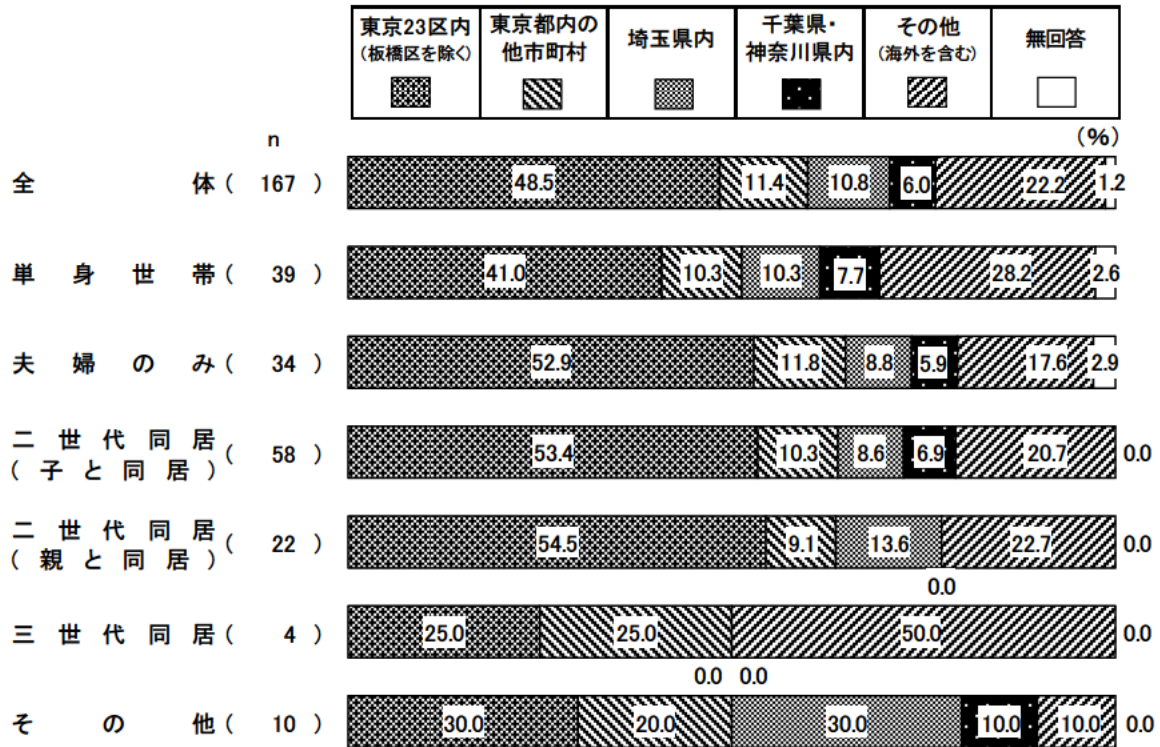 東京23区内 東京都内の 埼玉県内 千葉県・ その他 無回答
(板橋区を除く) 他市町村 神奈川県内 (海外を含む)
n (%)
全体( 167 ) 48.5 11.4 10.8 6.0 22.2 1.2
単身世帯( 39 ) 41.0 10.3 10.3 7.7 28.2 2.6
夫婦のみ( 34 ) 52.9 11.8 8.8 5.9 17.6 2.9
二世代同居
(子と同居)( 58 ) 53.4 10.3 8.6 6.9 20.7 0.0
二世代同居
(親と同居)( 22 ) 54.5 9.1 13.6 22.7 0.0
0.0
三世代同居( 4 ) 25.0 25.0 50.0 0.0
0.0 0.0
その他( 10 ) 30.0 20.0 30.0 10.0 10.0 0.0